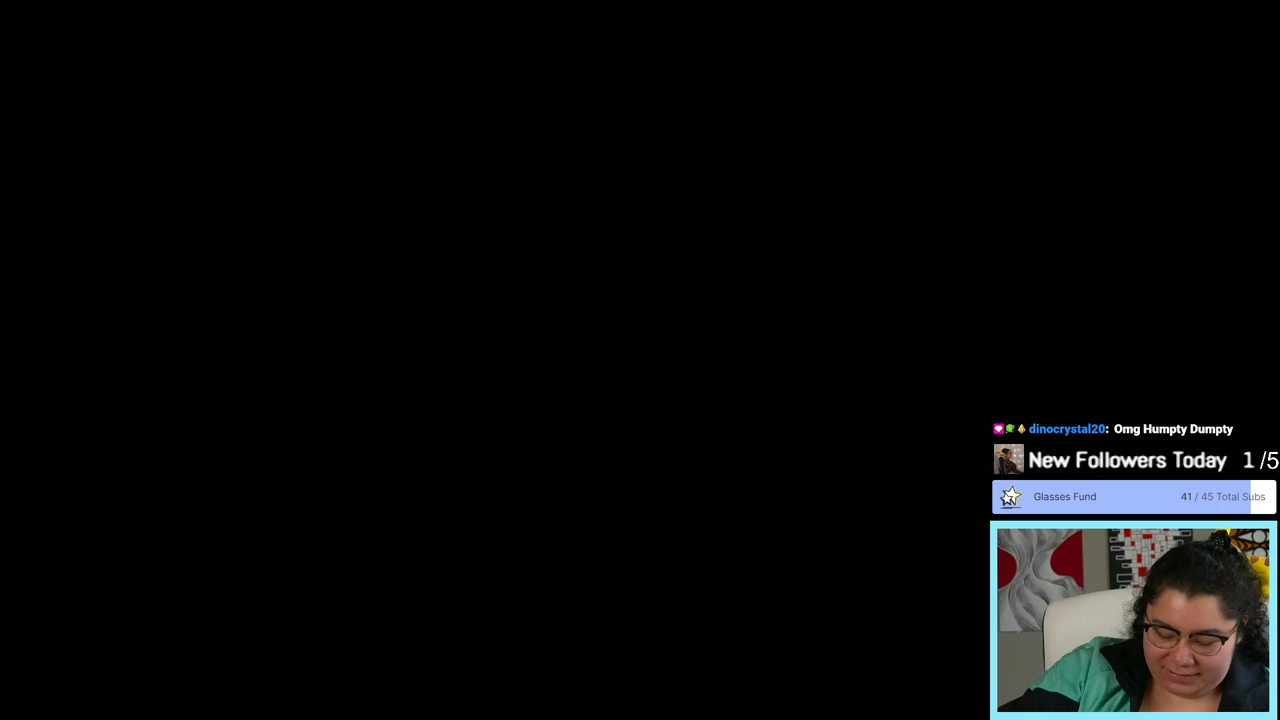 dinocrystal20: Omg Humpty Dumpty
New Followers Today 1 /5
Glasses Fund 41 / 45 Total Subs